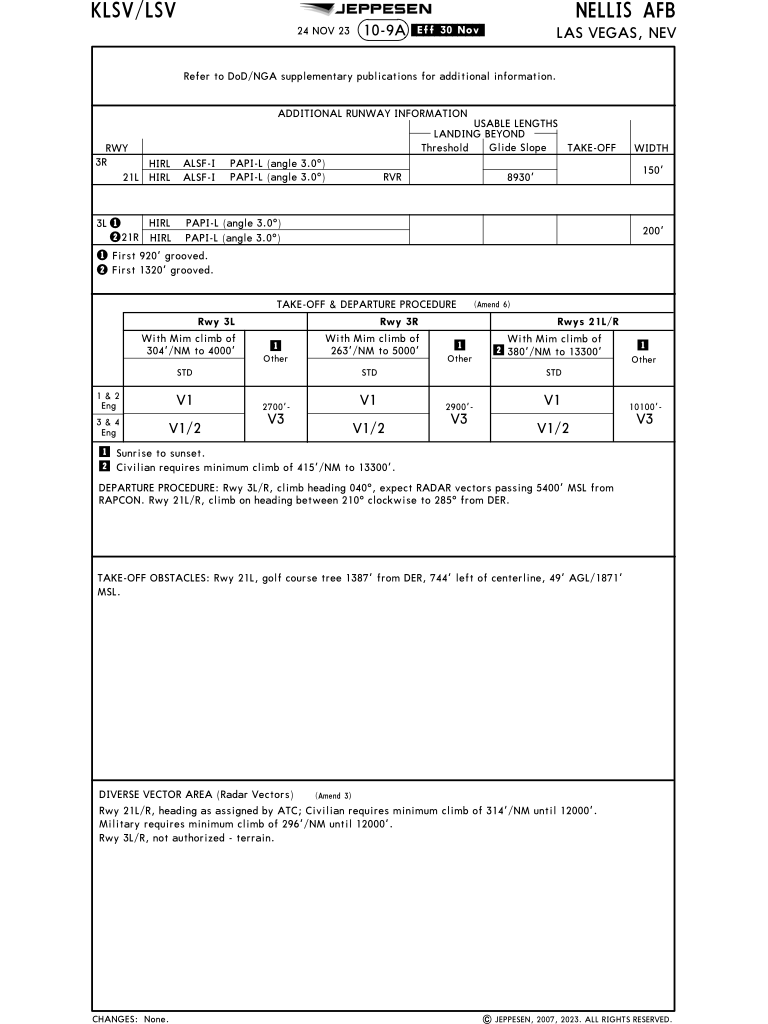 KLSV/LSV
JEPPESEN
NELLIS AFB
24 NOV 23 10-9A Eff 30 Nov
LAS VEGAS, NEV
Refer to DoD/NGA supplementary publications for additional information.
ADDITIONAL RUNWAY INFORMATION
USABLE LENGTHS
LANDING BEYOND
RWY Threshold Glide Slope TAKE-OFF WIDTH
3R HIRL ALSF-I PAPI-L (angle 3.0°)
150'
21L HIRL ALSF-I PAPI-L (angle 3.0°) RVR 8930'
3L 1 HIRL PAPI-L (angle 3.0°)
200'
2 21R HIRL PAPI-L (angle 3.0°)
1 First 920' grooved.
2 First 1320' grooved.
TAKE-OFF & DEPARTURE PROCEDURE (Amend 6)
Rwy 3L Rwy 3R Rwys 21L/R
With Mim climb of
304'/NM to 4000'
STD
1
Other
With Mim climb of
263'/NM to 5000'
STD
1
Other
With Mim climb of
2 380'/NM to 13300'
STD
1
Other
1 & 2
Eng
V1
2700'-
V3
V1
2900'-
V3
V1
10100'-
V3
3 & 4
Eng
V1/2
V1/2
V1/2
1 Sunrise to sunset.
2 Civilian requires minimum climb of 415'/NM to 13300'.
DEPARTURE PROCEDURE: Rwy 3L/R, climb heading 040°, expect RADAR vectors passing 5400' MSL from
RAPCON. Rwy 21L/R, climb on heading between 210° clockwise to 285° from DER.
TAKE-OFF OBSTACLES: Rwy 21L, golf course tree 1387' from DER, 744' left of centerline, 49' AGL/1871'
MSL.
DIVERSE VECTOR AREA (Radar Vectors) (Amend 3)
Rwy 21L/R, heading as assigned by ATC; Civilian requires minimum climb of 314'/NM until 12000'.
Military requires minimum climb of 296'/NM until 12000'.
Rwy 3L/R, not authorized - terrain.
CHANGES: None.
© JEPPESEN, 2007, 2023. ALL RIGHTS RESERVED.